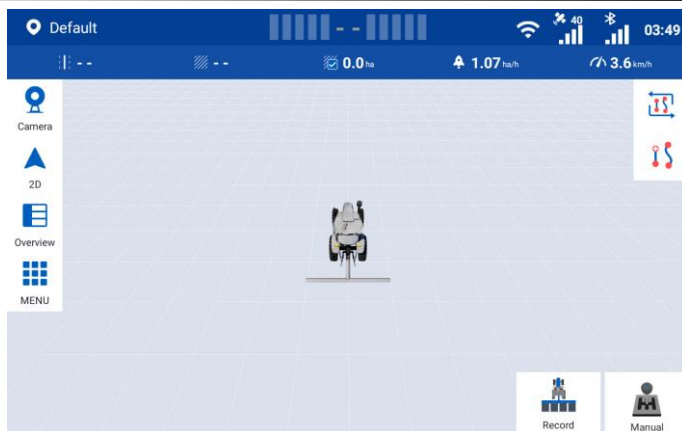 Default
- -
40
03:49
- -
- -
0.0 ha
1.07 ha/h
3.6 km/h
Camera
2D
Overview
MENU
Record
Manual